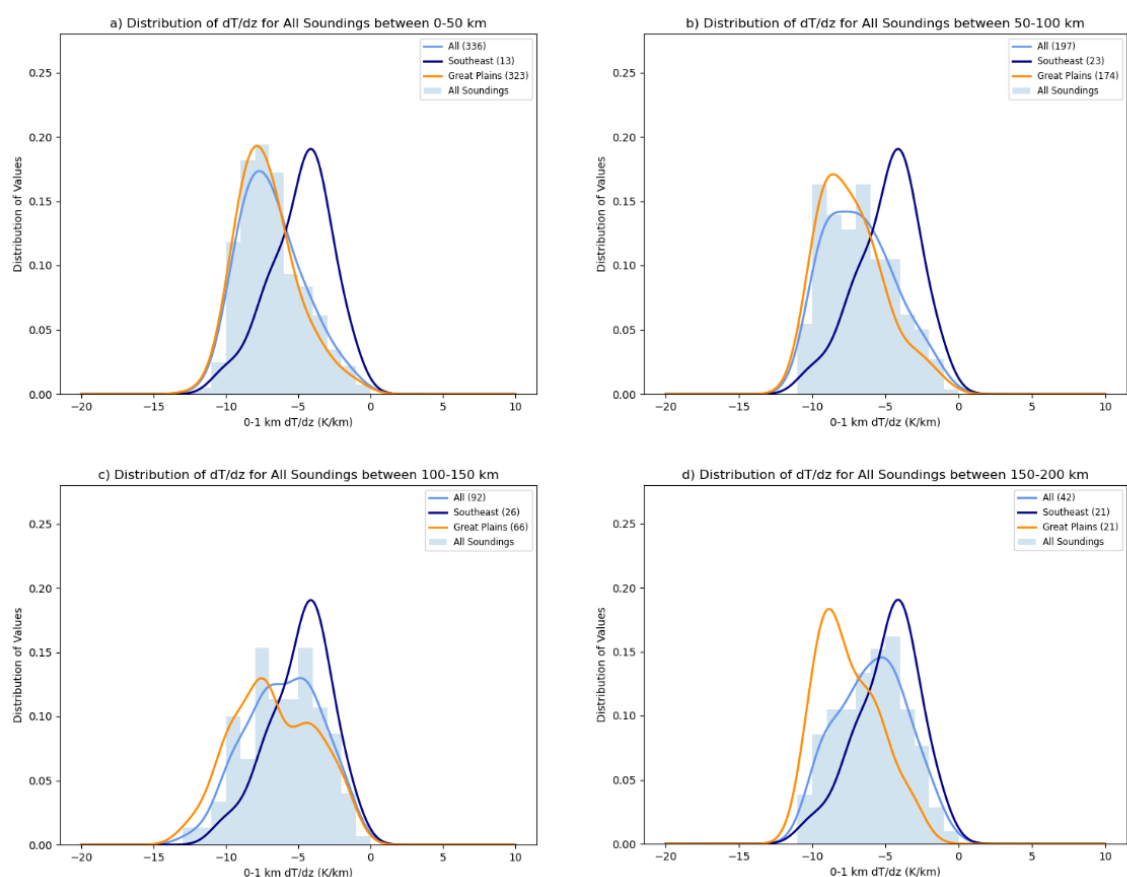 a) Distribution of dT/dz for All Soundings between 0-50 km
All (336)
Southeast (13)
Great Plains (323)
All Soundings
Distribution of Values
0.25
0.20
0.15
0.10
0.05
0.00
−20
−15
−10
−5
0
5
10
0-1 km dT/dz (K/km)
b) Distribution of dT/dz for All Soundings between 50-100 km
All (197)
Southeast (23)
Great Plains (174)
All Soundings
Distribution of Values
0.25
0.20
0.15
0.10
0.05
0.00
−20
−15
−10
−5
0
5
10
0-1 km dT/dz (K/km)
c) Distribution of dT/dz for All Soundings between 100-150 km
All (92)
Southeast (26)
Great Plains (66)
All Soundings
Distribution of Values
0.25
0.20
0.15
0.10
0.05
0.00
−20
−15
−10
−5
0
5
10
0-1 km dT/dz (K/km)
d) Distribution of dT/dz for All Soundings between 150-200 km
All (42)
Southeast (21)
Great Plains (21)
All Soundings
Distribution of Values
0.25
0.20
0.15
0.10
0.05
0.00
−20
−15
−10
−5
0
5
10
0-1 km dT/dz (K/km)